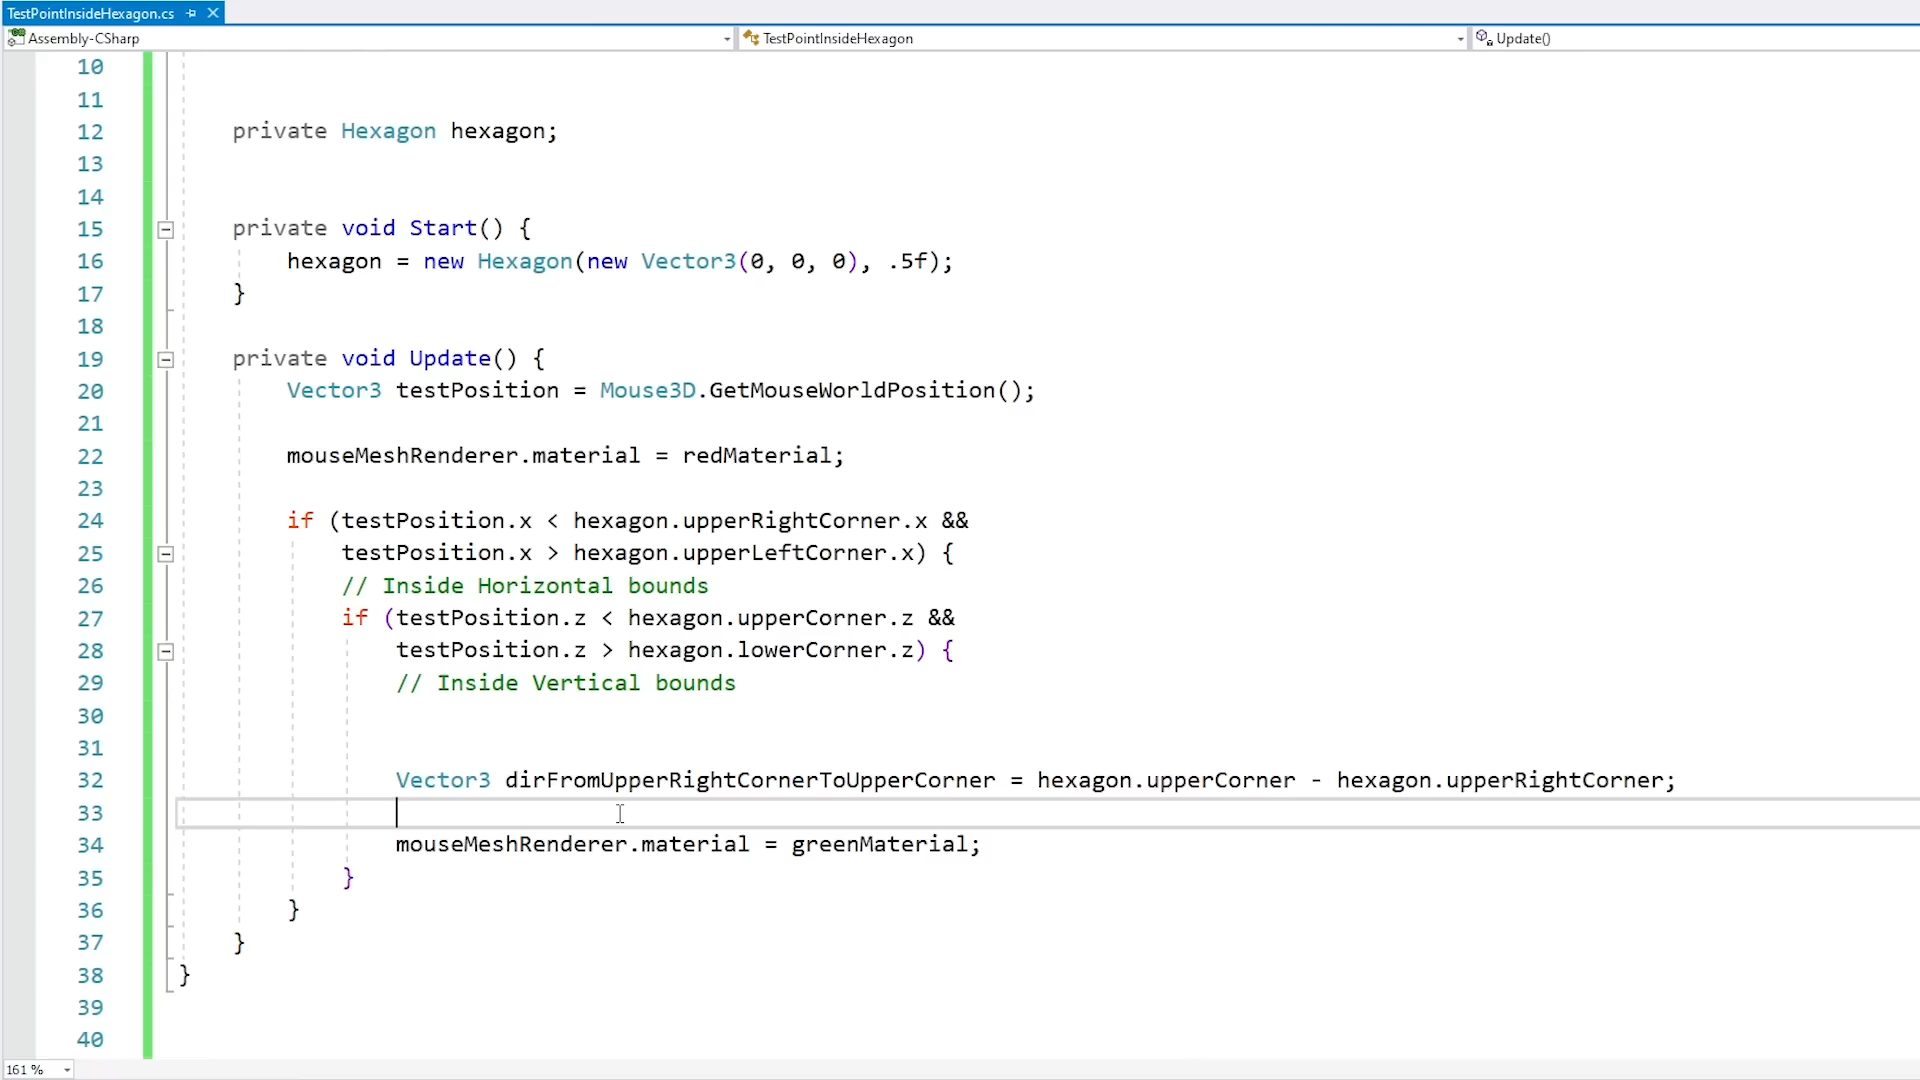 TestPointInsideHexagon.cs
Assembly-CSharp TestPointInsideHexagon Update()
10
11
12 private Hexagon hexagon;
13
14
15 private void Start() {
16 hexagon = new Hexagon(new Vector3(0, 0, 0), .5f);
17 }
18
19 private void Update() {
20 Vector3 testPosition = Mouse3D.GetMouseWorldPosition();
21
22 mouseMeshRenderer.material = redMaterial;
23
24 if (testPosition.x < hexagon.upperRightCorner.x &&
25 testPosition.x > hexagon.upperLeftCorner.x) {
26 // Inside Horizontal bounds
27 if (testPosition.z < hexagon.upperCorner.z &&
28 testPosition.z > hexagon.lowerCorner.z) {
29 // Inside Vertical bounds
30
31
32 Vector3 dirFromUpperRightCornerToUpperCorner = hexagon.upperCorner - hexagon.upperRightCorner;
33
34 mouseMeshRenderer.material = greenMaterial;
35 }
36 }
37 }
38 }
39
40
161 %